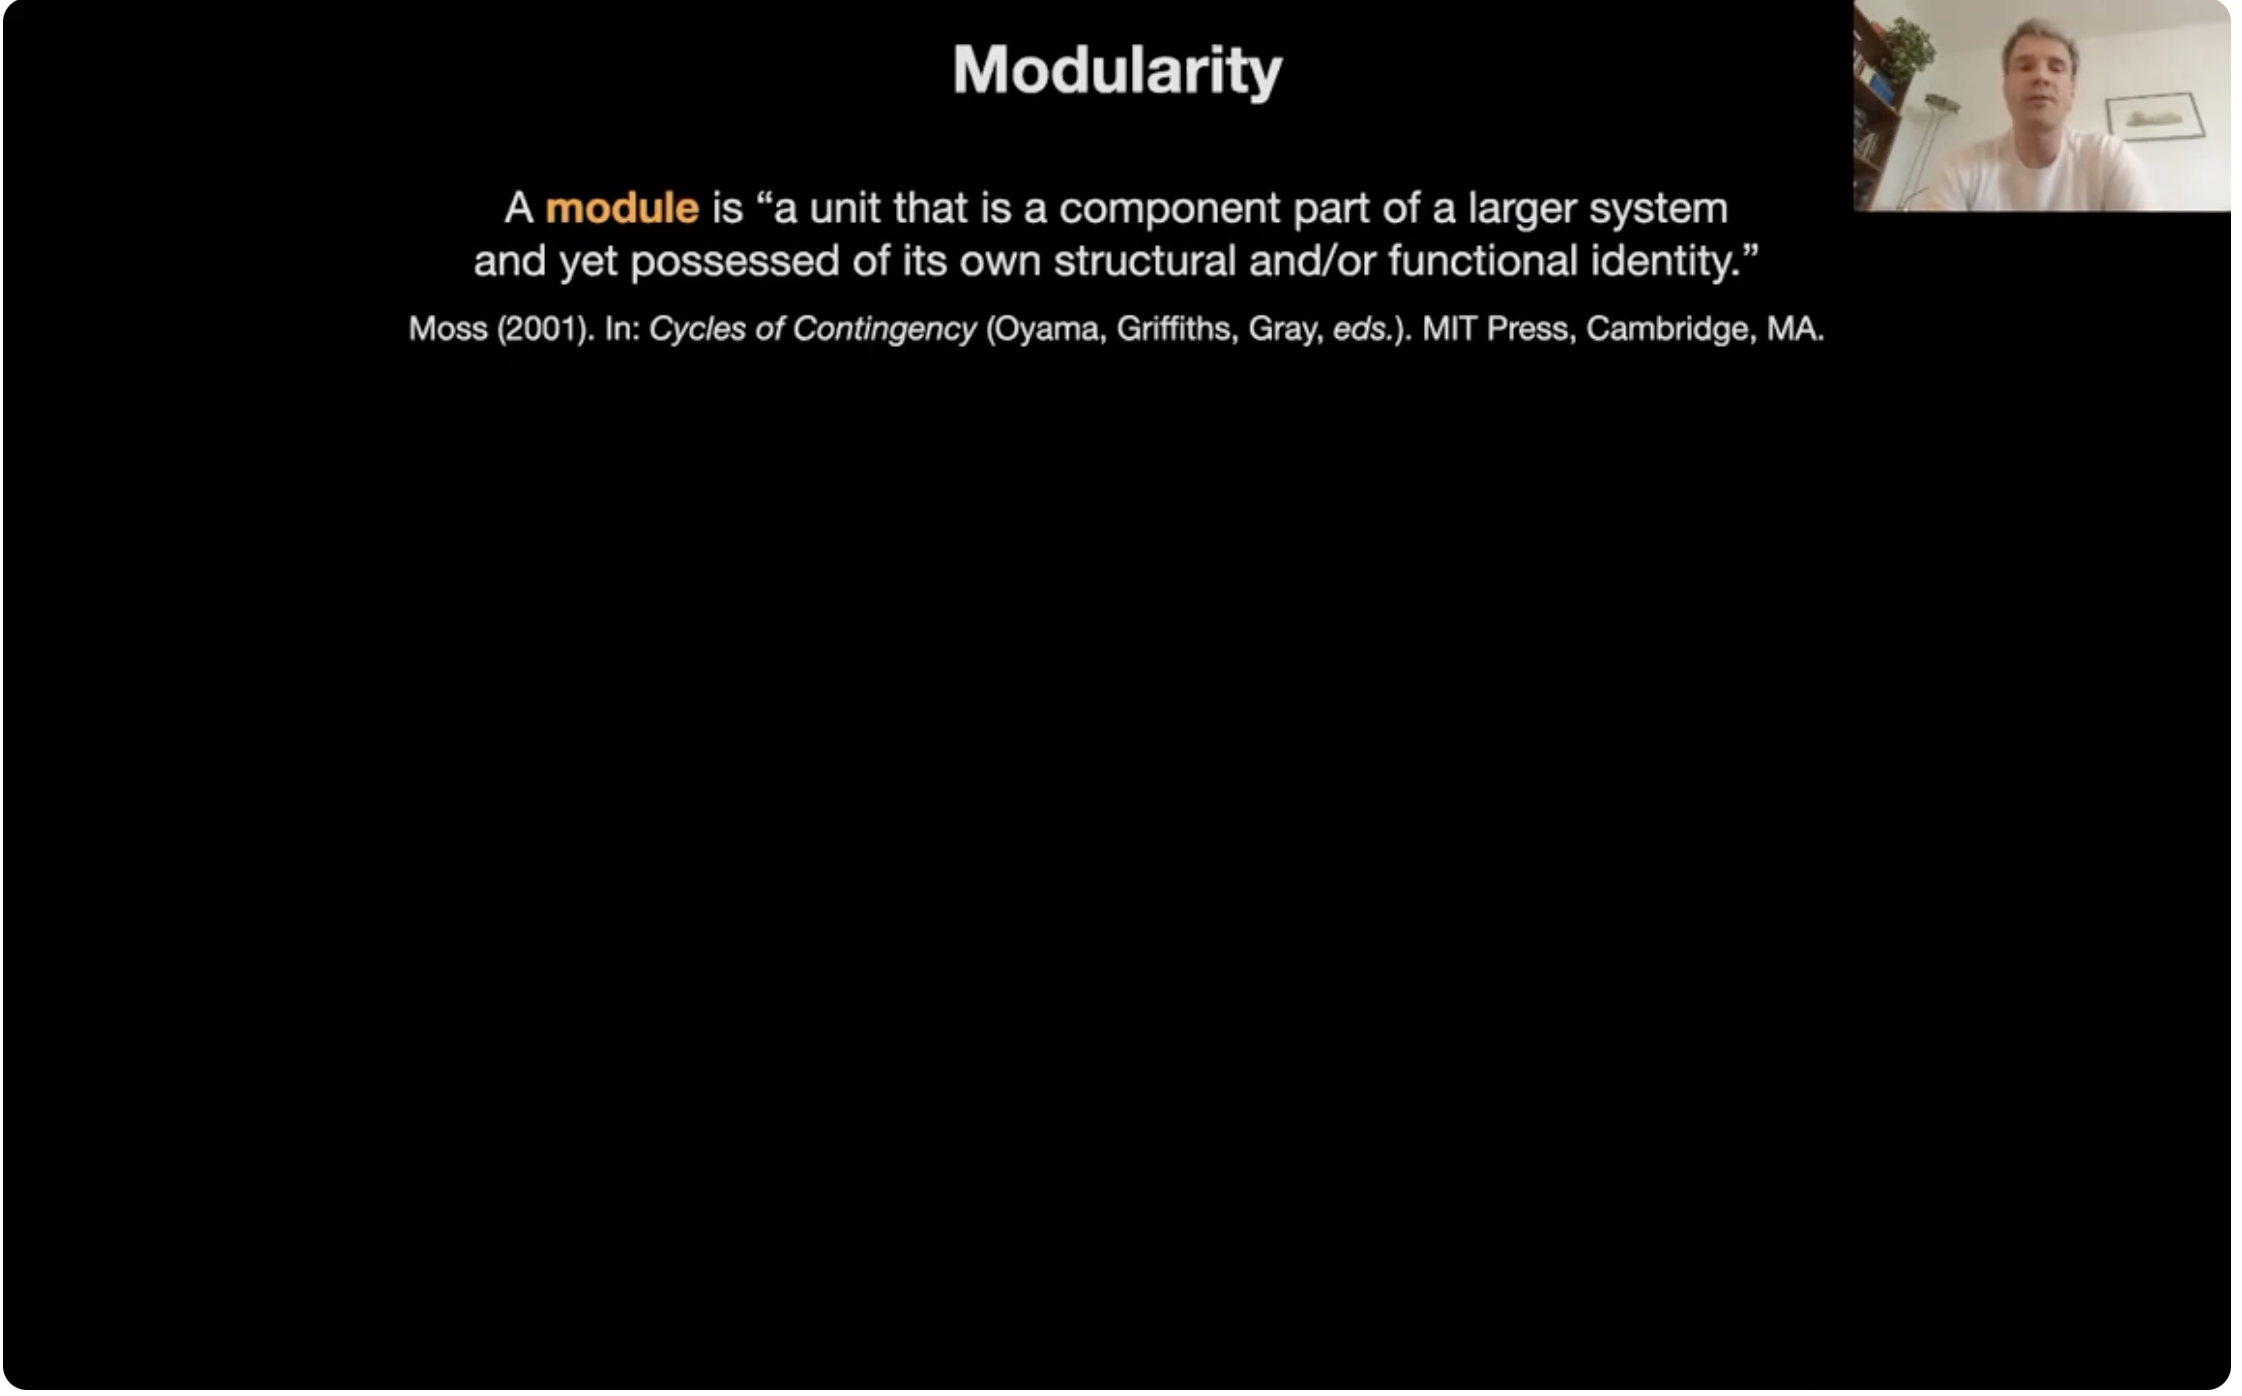 Modularity
A module is “a unit that is a component part of a larger system
and yet possessed of its own structural and/or functional identity.”
Moss (2001). In: Cycles of Contingency (Oyama, Griffiths, Gray, eds.). MIT Press, Cambridge, MA.